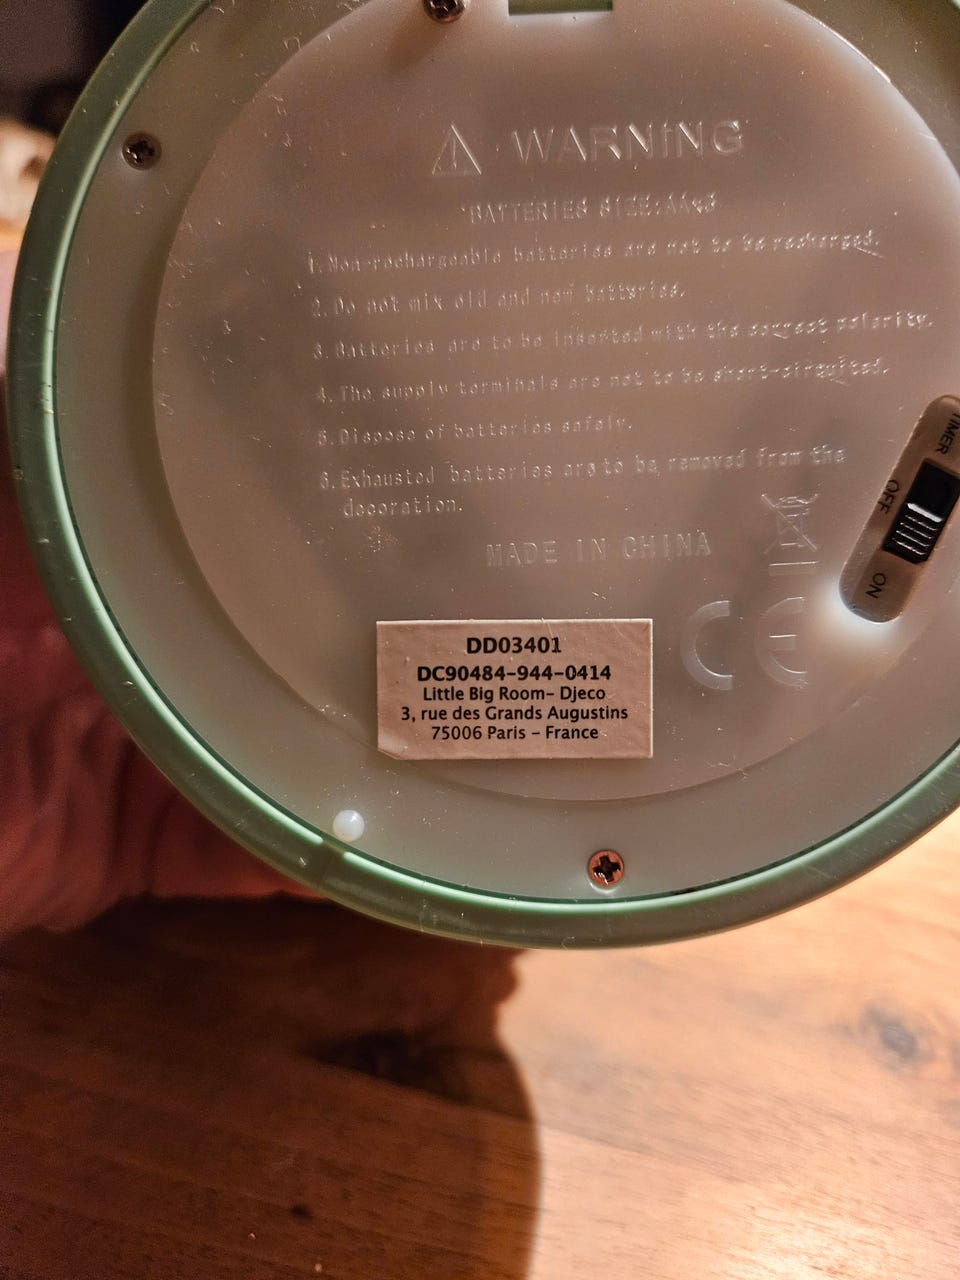 WARNING
BATTERIES SIZE:AA×3
1.Non-rechargeable batteries are not to be recharged.
2.Do not mix old and new batteries.
3.Batteries are to be inserted with the correct polarity.
4.The supply terminals are not to be short-circuited.
5.Dispose of batteries safely.
6.Exhausted batteries are to be removed from the
decoration.
MADE IN CHINA
CE
TIMER
OFF
ON
DD03401
DC90484-944-0414
Little Big Room- Djeco
3, rue des Grands Augustins
75006 Paris - France